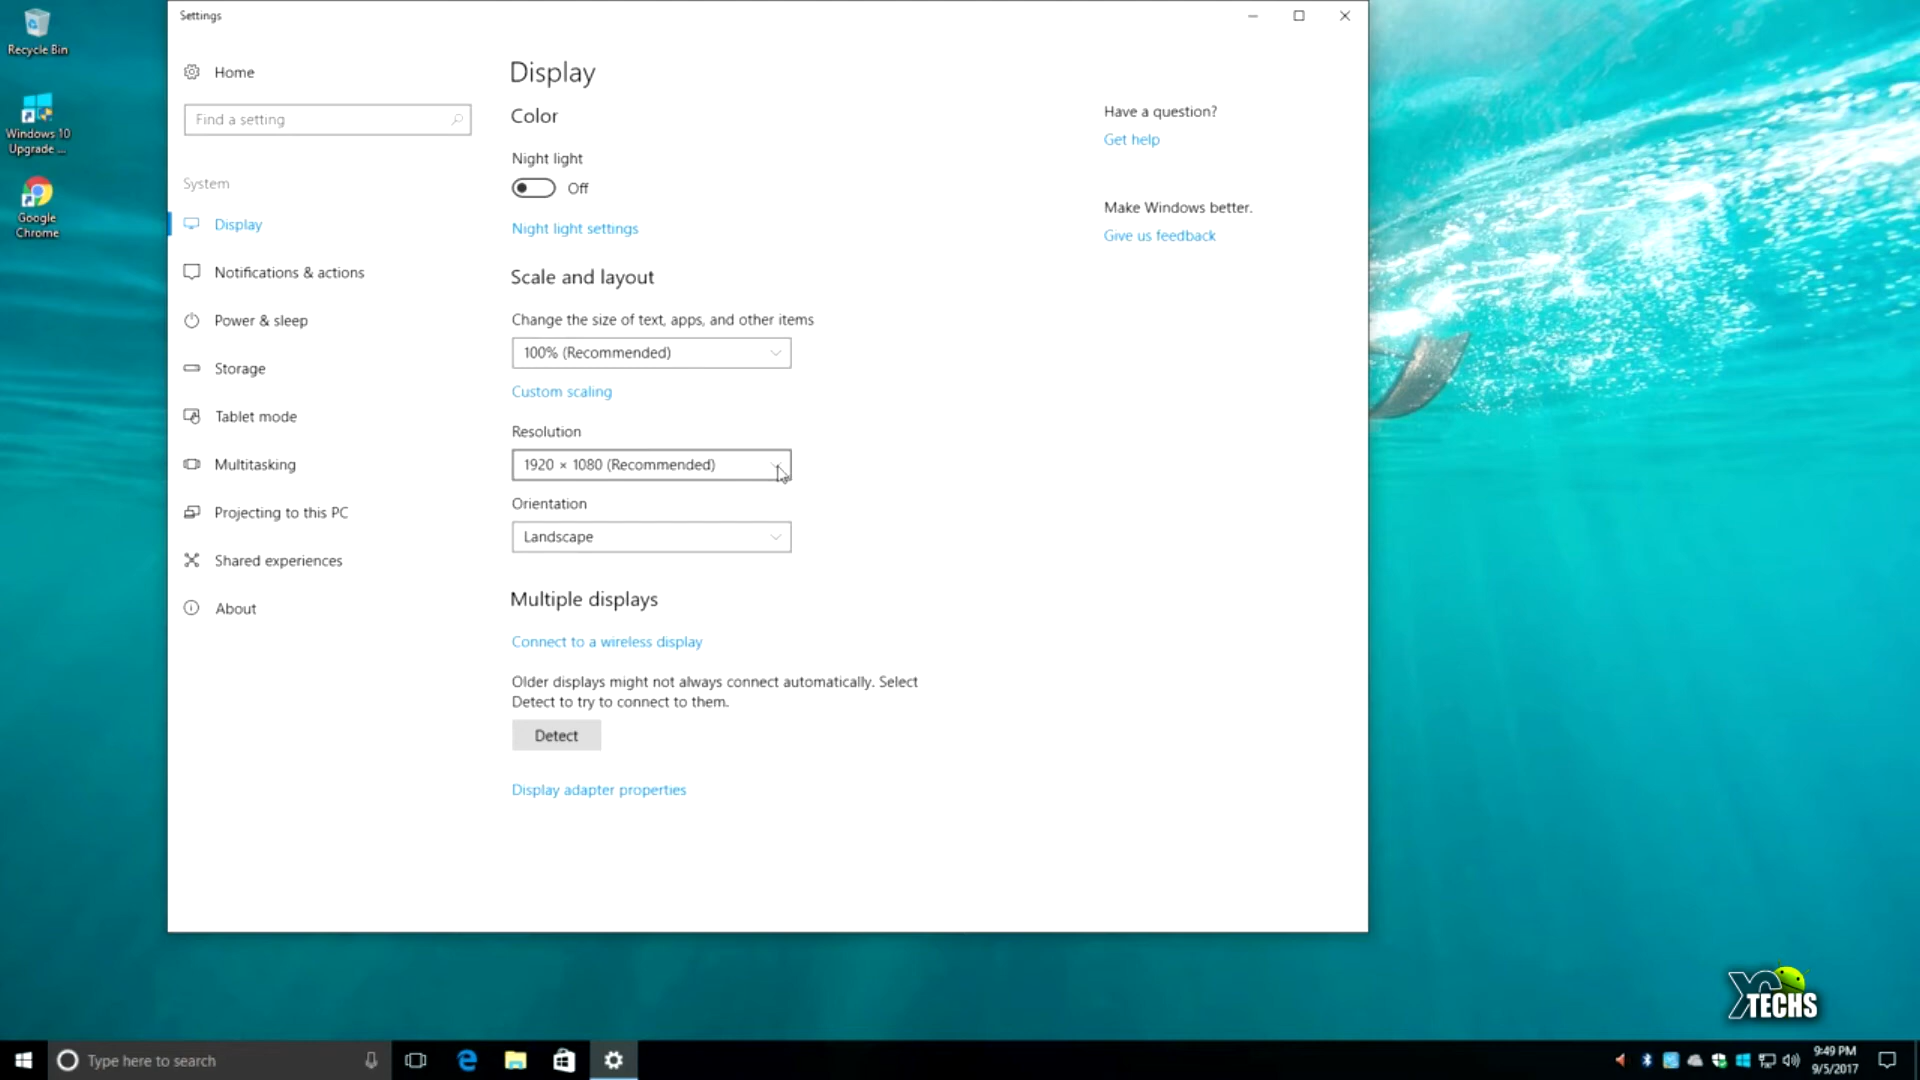 Recycle Bin
Windows 10
Upgrade ...
Google
Chrome
Settings
Home
Find a setting
System
Display
Notifications & actions
Power & sleep
Storage
Tablet mode
Multitasking
Projecting to this PC
Shared experiences
About
Display
Color
Night light
Off
Night light settings
Scale and layout
Change the size of text, apps, and other items
100% (Recommended)
Custom scaling
Resolution
1920 × 1080 (Recommended)
Orientation
Landscape
Multiple displays
Connect to a wireless display
Older displays might not always connect automatically. Select
Detect to try to connect to them.
Detect
Display adapter properties
Have a question?
Get help
Make Windows better.
Give us feedback
TECHS
Type here to search
9:49 PM
9/5/2017